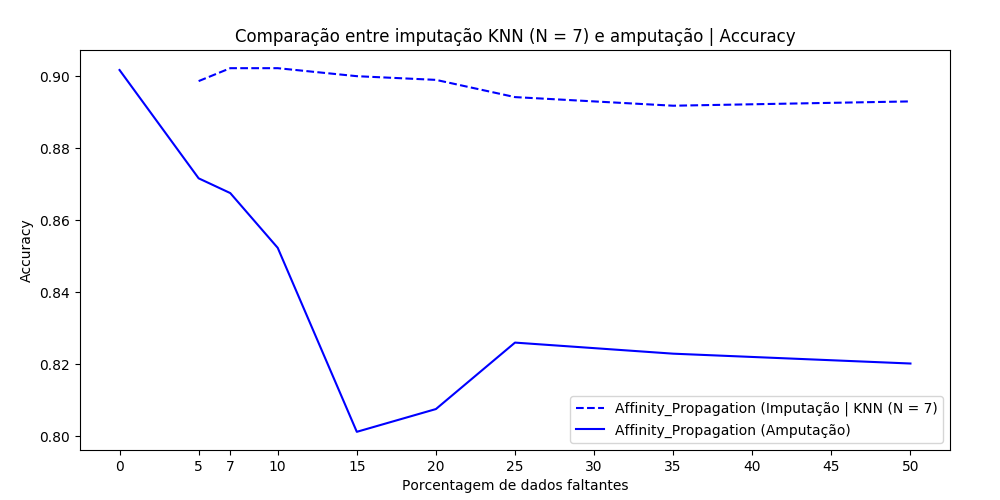 Comparação entre imputação KNN (N = 7) e amputação | Accuracy
Accuracy
0.90
0.88
0.86
0.84
0.82
0.80
0 5 7 10 15 20 25 30 35 40 45 50
Porcentagem de dados faltantes
Affinity_Propagation (Imputação | KNN (N = 7)
Affinity_Propagation (Amputação)